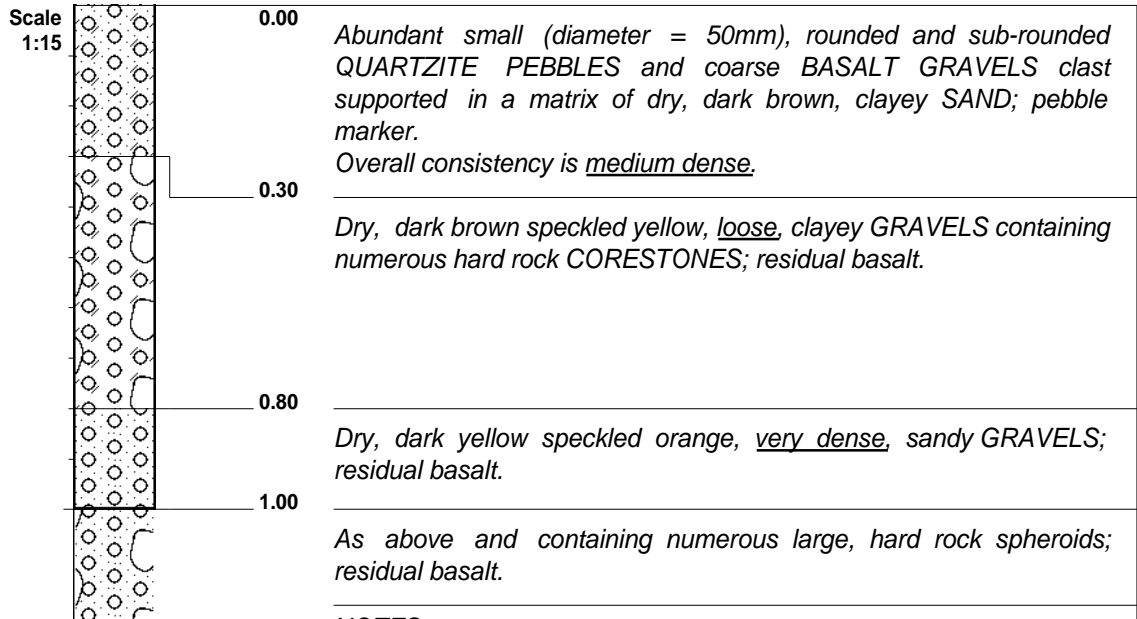 Scale
1:15
0.00
Abundant small (diameter = 50mm), rounded and sub-rounded
QUARTZITE PEBBLES and coarse BASALT GRAVELS clast
supported in a matrix of dry, dark brown, clayey SAND; pebble
marker.
Overall consistency is medium dense.
0.30
Dry, dark brown speckled yellow, loose, clayey GRAVELS containing
numerous hard rock CORESTONES; residual basalt.
0.80
Dry, dark yellow speckled orange, very dense, sandy GRAVELS;
residual basalt.
1.00
As above and containing numerous large, hard rock spheroids;
residual basalt.